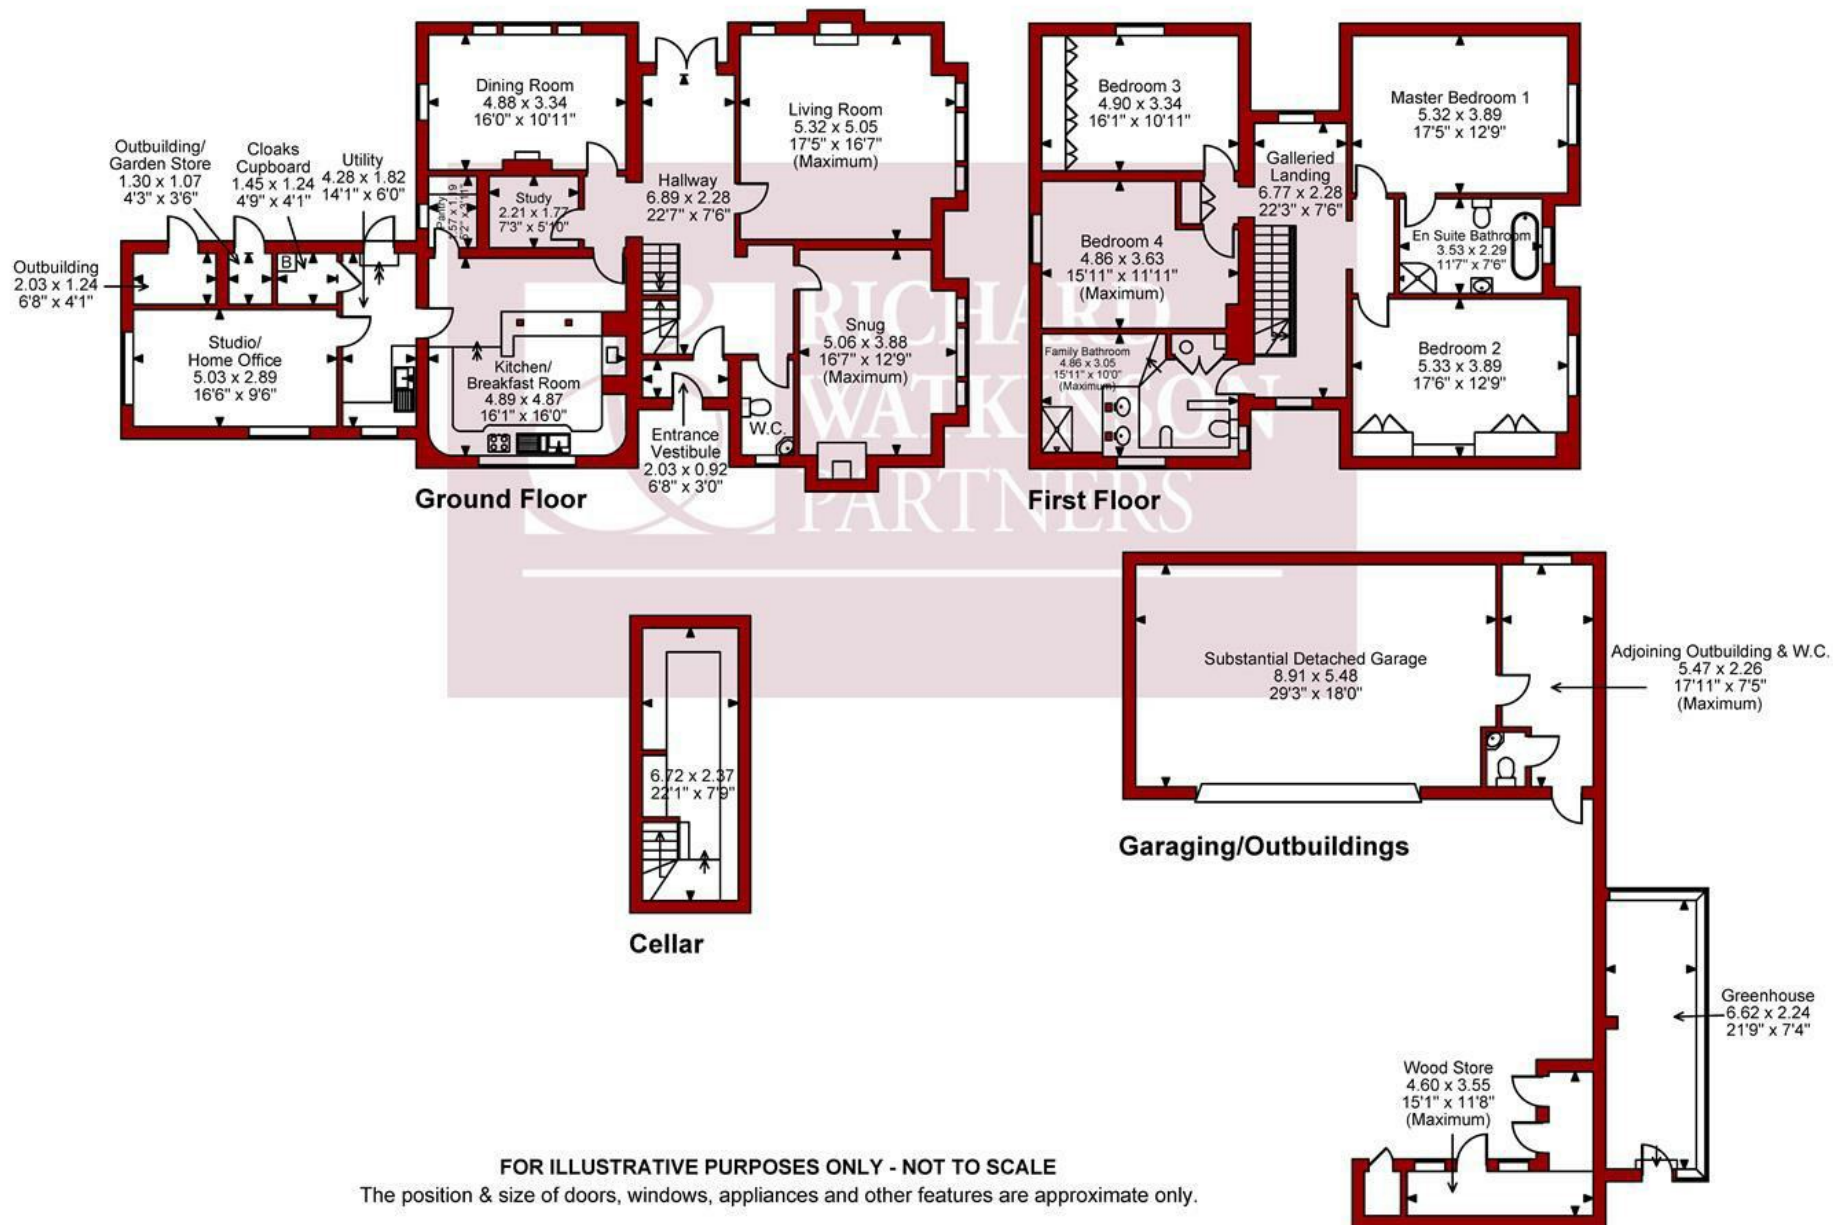 Dining Room
4.88 x 3.34
16'0" x 10'11"
Living Room
5.32 x 5.05
17'5" x 16'7"
(Maximum)
Outbuilding/
Garden Store
1.30 x 1.07
4'3" x 3'6"
Cloaks
Cupboard
1.45 x 1.24
4'9" x 4'1"
Utility
4.28 x 1.82
14'1" x 6'0"
Hallway
6.89 x 2.28
22'7" x 7'6"
Pantry
1.57 x 1.19
5'2" x 3'11"
Study
2.21 x 1.77
7'3" x 5'10"
Outbuilding
2.03 x 1.24
6'8" x 4'1"
B
Studio/
Home Office
5.03 x 2.89
16'6" x 9'6"
Kitchen/
Breakfast Room
4.89 x 4.87
16'1" x 16'0"
Snug
5.06 x 3.88
16'7" x 12'9"
(Maximum)
W.C.
Entrance
Vestibule
2.03 x 0.92
6'8" x 3'0"
Ground Floor
Bedroom 3
4.90 x 3.34
16'1" x 10'11"
Master Bedroom 1
5.32 x 3.89
17'5" x 12'9"
Galleried
Landing
6.77 x 2.28
22'3" x 7'6"
Bedroom 4
4.86 x 3.63
15'11" x 11'11"
(Maximum)
En Suite Bathroom
3.53 x 2.29
11'7" x 7'6"
Family Bathroom
4.86 x 3.05
15'11" x 10'0"
(Maximum)
Bedroom 2
5.33 x 3.89
17'6" x 12'9"
First Floor
RICHARD
WATKINSON
PARTNERS
6.72 x 2.37
22'1" x 7'9"
Cellar
Substantial Detached Garage
8.91 x 5.48
29'3" x 18'0"
Adjoining Outbuilding & W.C.
5.47 x 2.26
17'11" x 7'5"
(Maximum)
Garaging/Outbuildings
Greenhouse
6.62 x 2.24
21'9" x 7'4"
Wood Store
4.60 x 3.55
15'1" x 11'8"
(Maximum)
FOR ILLUSTRATIVE PURPOSES ONLY - NOT TO SCALE
The position & size of doors, windows, appliances and other features are approximate only.